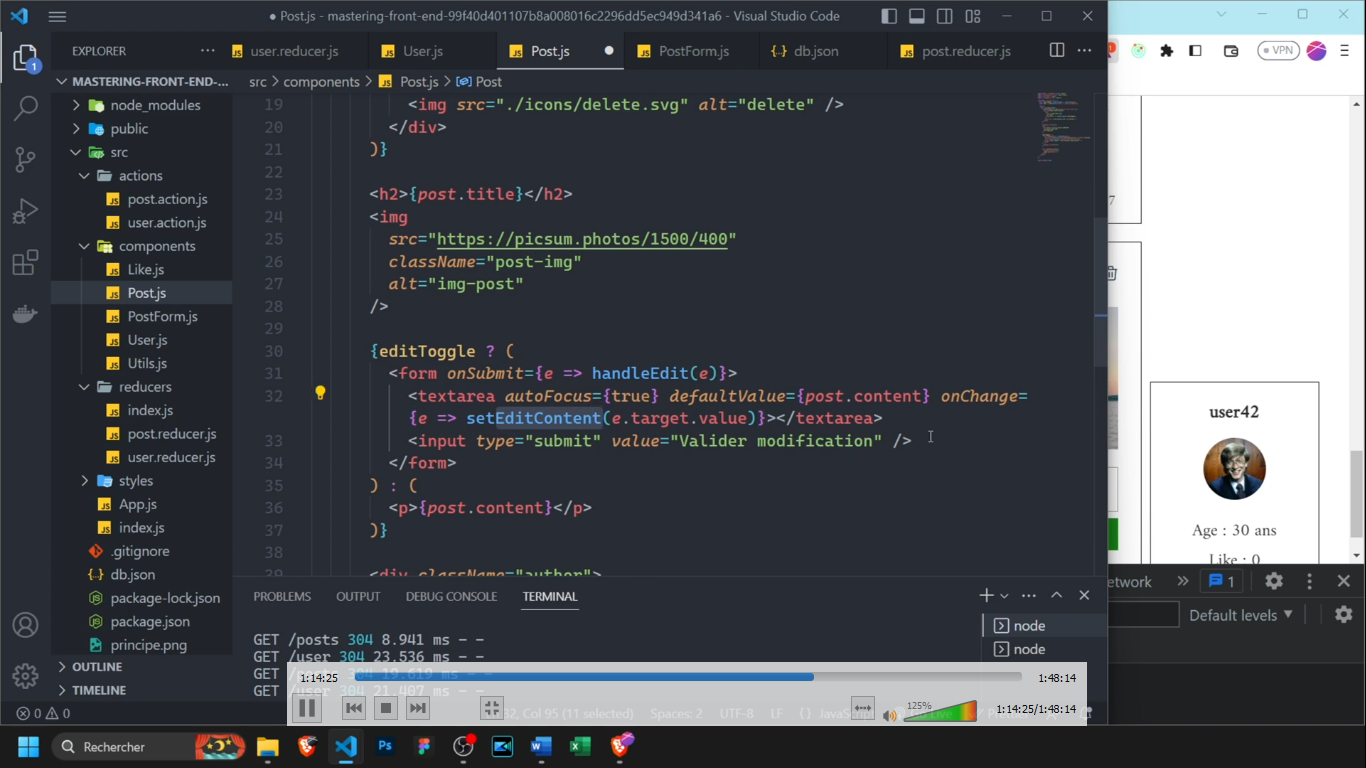 ● Post.js - mastering-front-end-99f40d401107b8a008016c2296dd5ec949d341a6 - Visual Studio Code
EXPLORER
user.reducer.js
User.js
Post.js
PostForm.js
db.json
post.reducer.js
VPN
src > components > Post.js > Post
MASTERING-FRONT-END-...
node_modules
public
src
actions
post.action.js
user.action.js
components
Like.js
Post.js
PostForm.js
User.js
Utils.js
reducers
index.js
post.reducer.js
user.reducer.js
styles
App.js
index.js
.gitignore
db.json
package-lock.json
package.json
principe.png
OUTLINE
TIMELINE
1
19 <img src="./icons/delete.svg" alt="delete" />
20 </div>
21 )}
22
23 <h2>{post.title}</h2>
24 <img
25 src="https://picsum.photos/1500/400"
26 className="post-img"
27 alt="img-post"
28 />
29
30 {editToggle ? (
31 <form onSubmit={e => handleEdit(e)}>
32 <textarea autoFocus={true} defaultValue={post.content} onChange=
{e => setEditContent(e.target.value)}></textarea>
33 <input type="submit" value="Valider modification" />
34 </form>
35 ) : (
36 <p>{post.content}</p>
37 )}
38
39 <div className="author">
PROBLEMS OUTPUT DEBUG CONSOLE TERMINAL
GET /posts 304 8.941 ms - -
GET /user 304 23.536 ms - -
GET /posts 304 19.619 ms - -
GET /user 304 21.407 ms - -
node
node
1:14:25
1:48:14
125%
1:14:25/1:48:14
0 0
32, Col 95 (11 selected) Spaces: 2 UTF-8 LF
7
user42
Age : 30 ans
Like : 0
etwork
1
Default levels
Rechercher